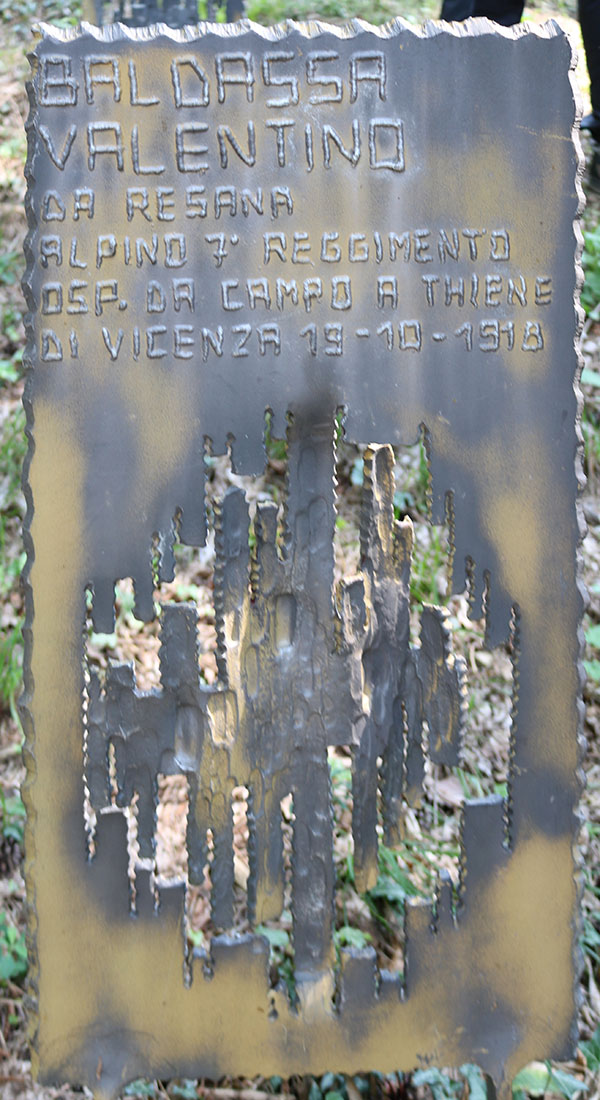 BALDASSA
VALENTINO
DA RESANA
ALPINO 7° REGGIMENTO
OSP. DA CAMPO A THIENE
DI VICENZA 19-10-1918